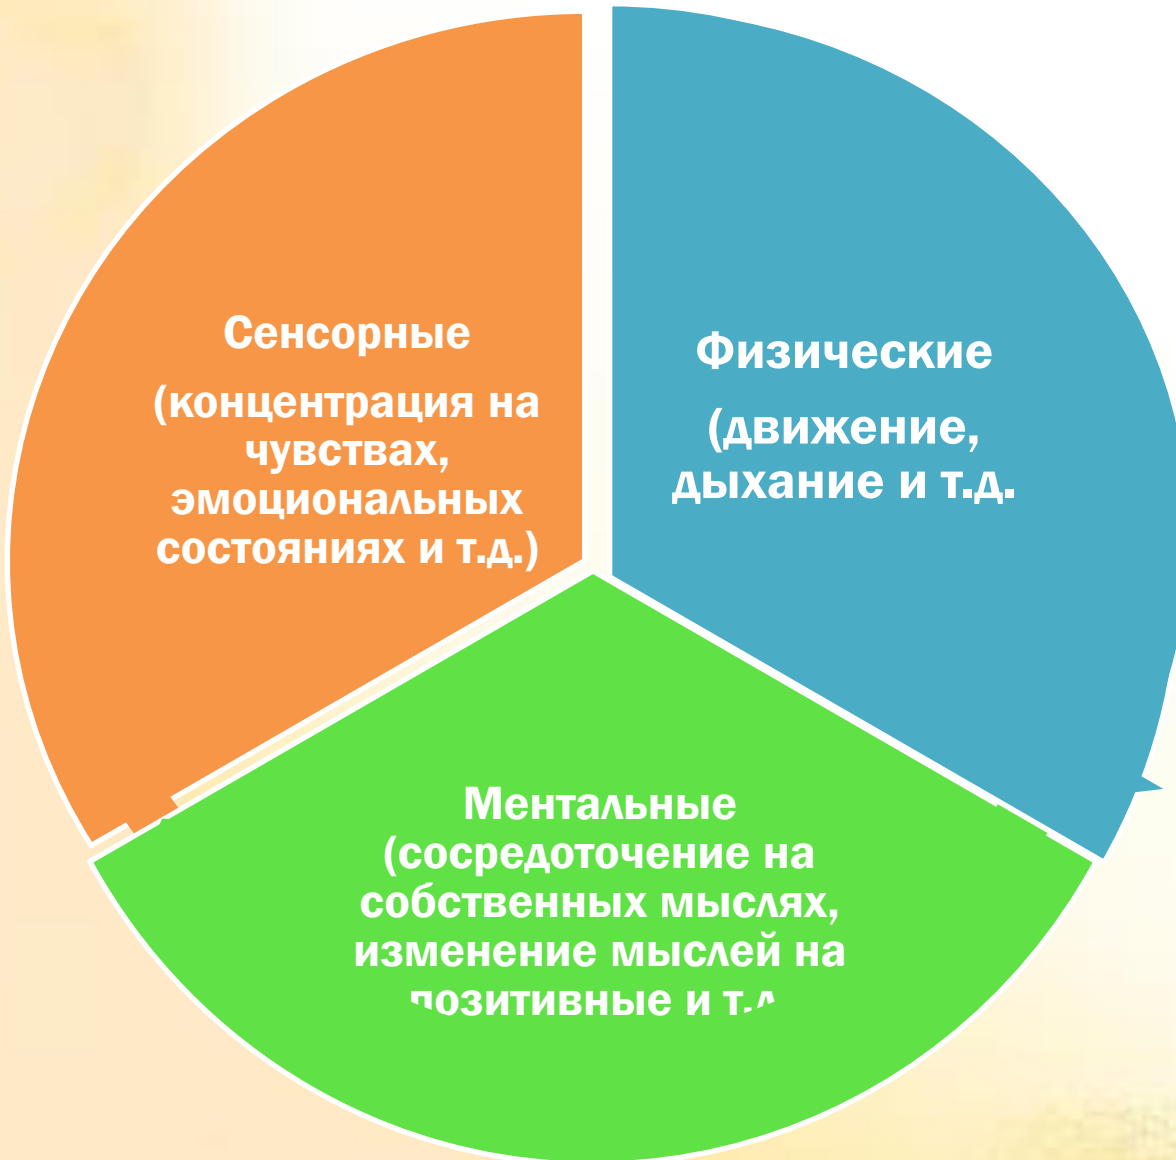 Сенсорные
(концентрация на
чувствах,
эмоциональных
состояниях и т.д.)
Физические
(движение,
дыхание и т.д.
Ментальные
(сосредоточение на
собственных мыслях,
изменение мыслей на
позитивные и т.д